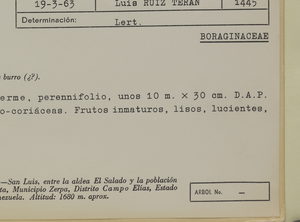 19-3-63 Luis RUIZ TERÁN 1445
Determinación: Lert.
BORAGINACEAE
burro (¿?).
erme, perennifolio, unos 10 m. × 30 cm. D.A.P.
o-coriáceas. Frutos inmaturos, lisos, lucientes,
—San Luis, entre la aldea El Salado y la población
ta, Municipio Zerpa, Distrito Campo Elías, Estado
nezuela. Altitud: 1680 m. aprox.
ARBOL No. —